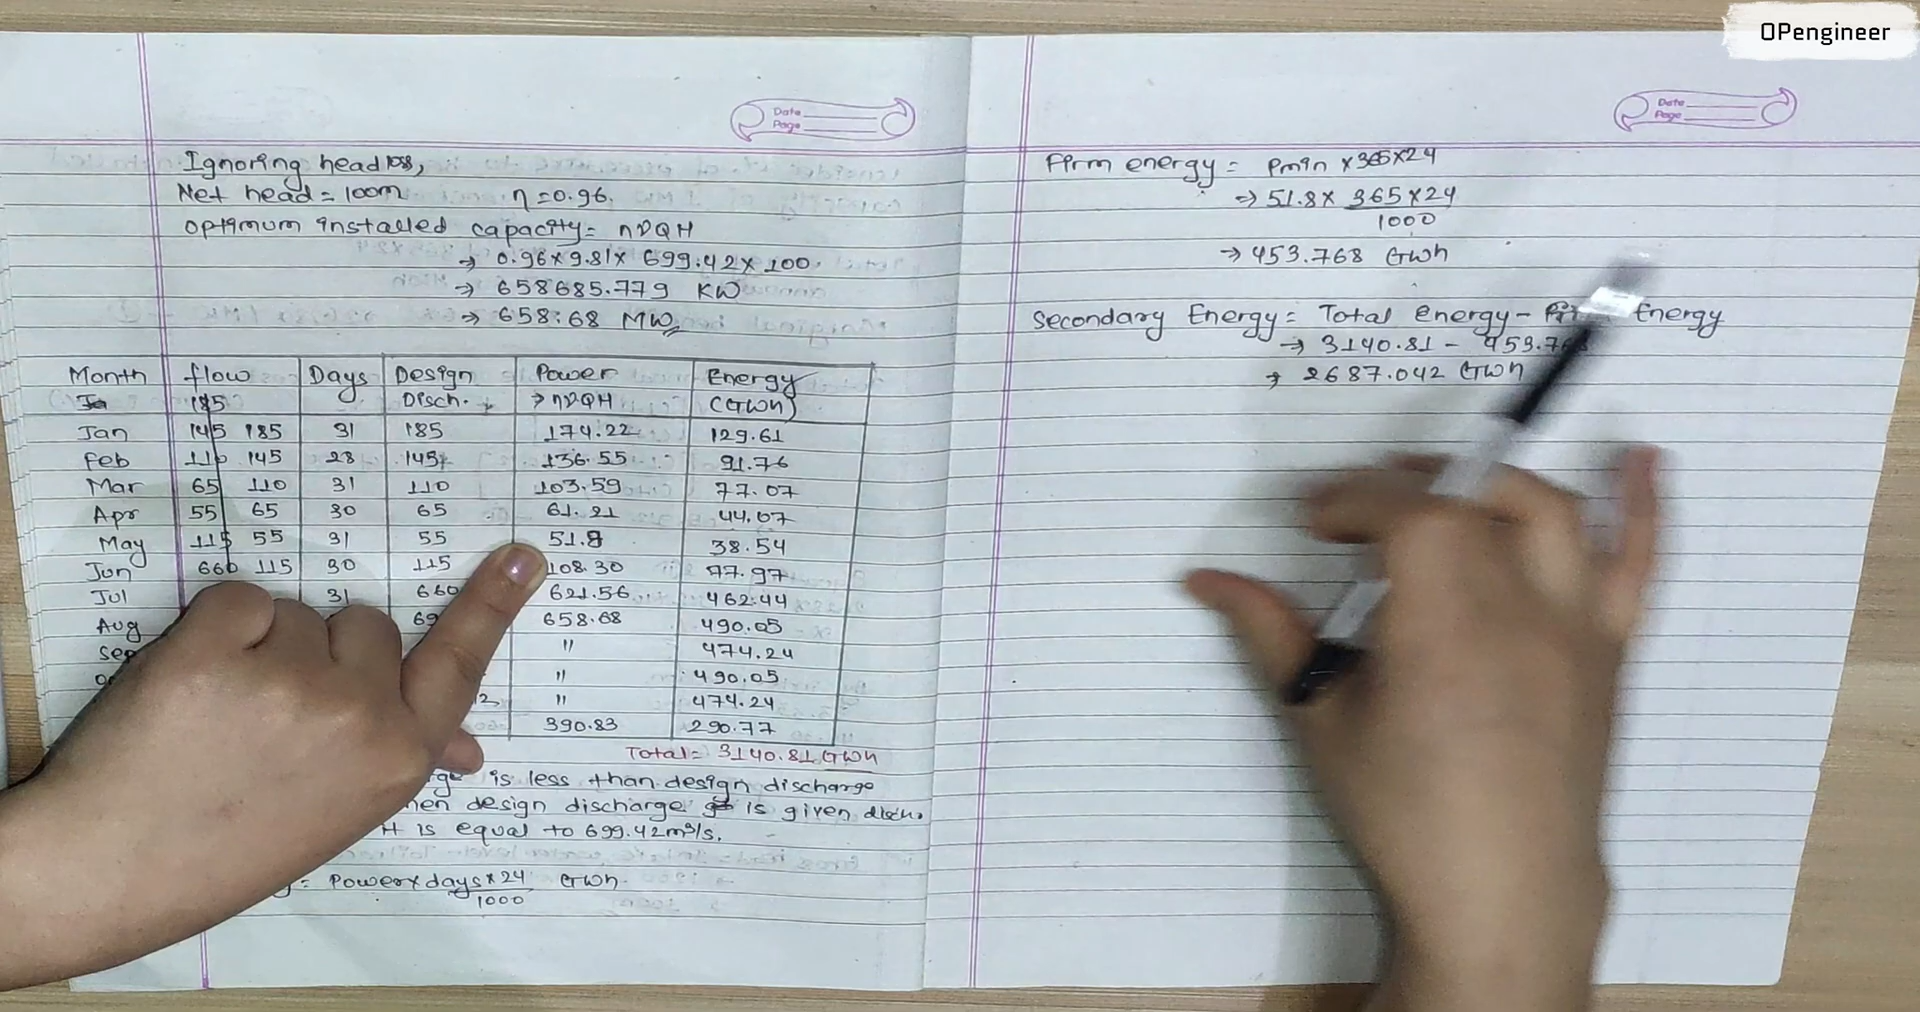 OPengineer
Date
Page
Ignoring head loss,
Net head = 100m η = 0.96.
Optimum installed capacity = ηγQH
→ 0.96 × 9.81 × 699.42 × 100.
→ 658685.779 KW
→ 658.68 MW
Month flow Days Design Power Energy
185 Disch. → ηγQH (GWh)
Jan 145 185 31 185 174.22 129.61
Feb 110 145 28 145 136.55 91.76
Mar 65 110 31 110 103.59 77.07
Apr 55 65 30 65 61.21 44.07
May 115 55 31 55 51.8 38.54
Jun 660 115 30 115 108.30 77.97
Jul 31 660 621.56 462.44
Aug 658.68 490.05
Sep " 474.24
" 490.05
" 474.24
390.83 290.77
Total = 3140.81 GWh
is less than design discharge
design discharge is given disch.
is equal to 699.42m³/s.
= Power × days × 24 GWh.
1000
Date
Page
Firm energy = Pmin × 365 × 24
→ 51.8 × 365 × 24
1000
→ 453.768 GWh
Secondary Energy = Total energy - Energy
→ 3140.81 - 453.76
→ 2687.042 GWh